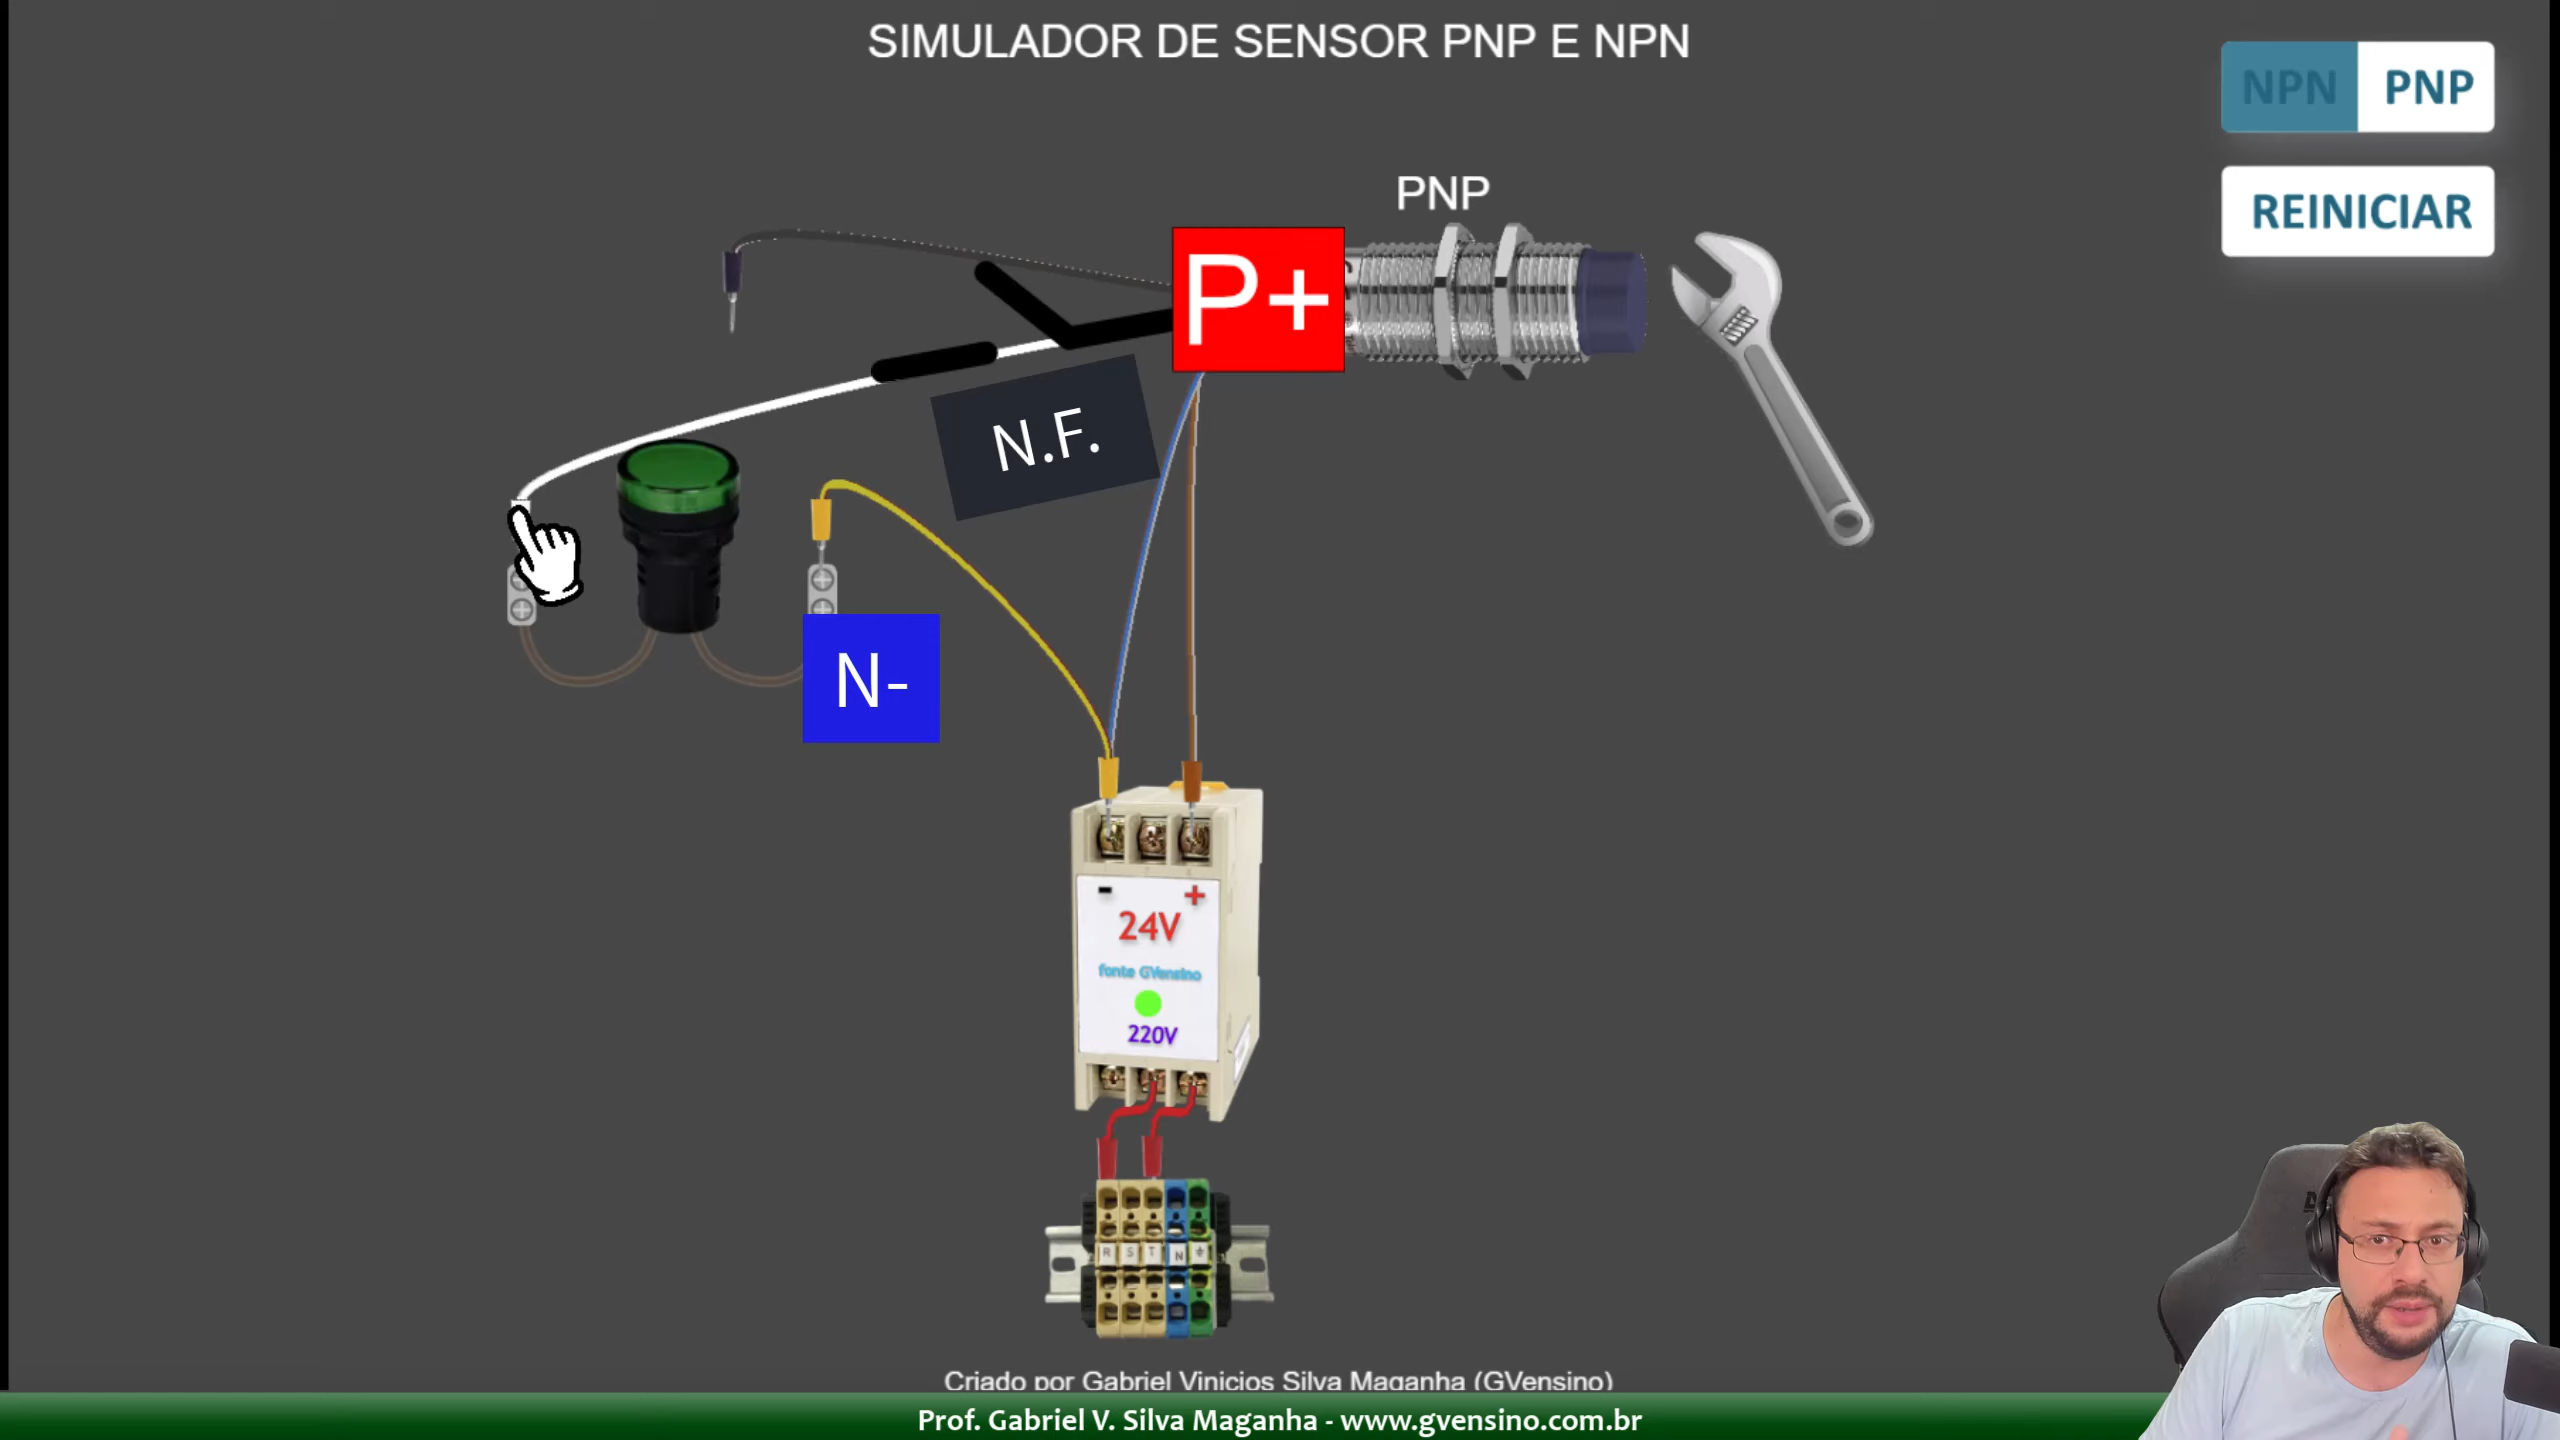 SIMULADOR DE SENSOR PNP E NPN
NPN
PNP
REINICIAR
PNP
P+
N.F.
N-
- +
24V
fonte GVensino
220V
R S T N
Criado por Gabriel Vinicios Silva Maganha (GVensino)
Prof. Gabriel V. Silva Maganha - www.gvensino.com.br